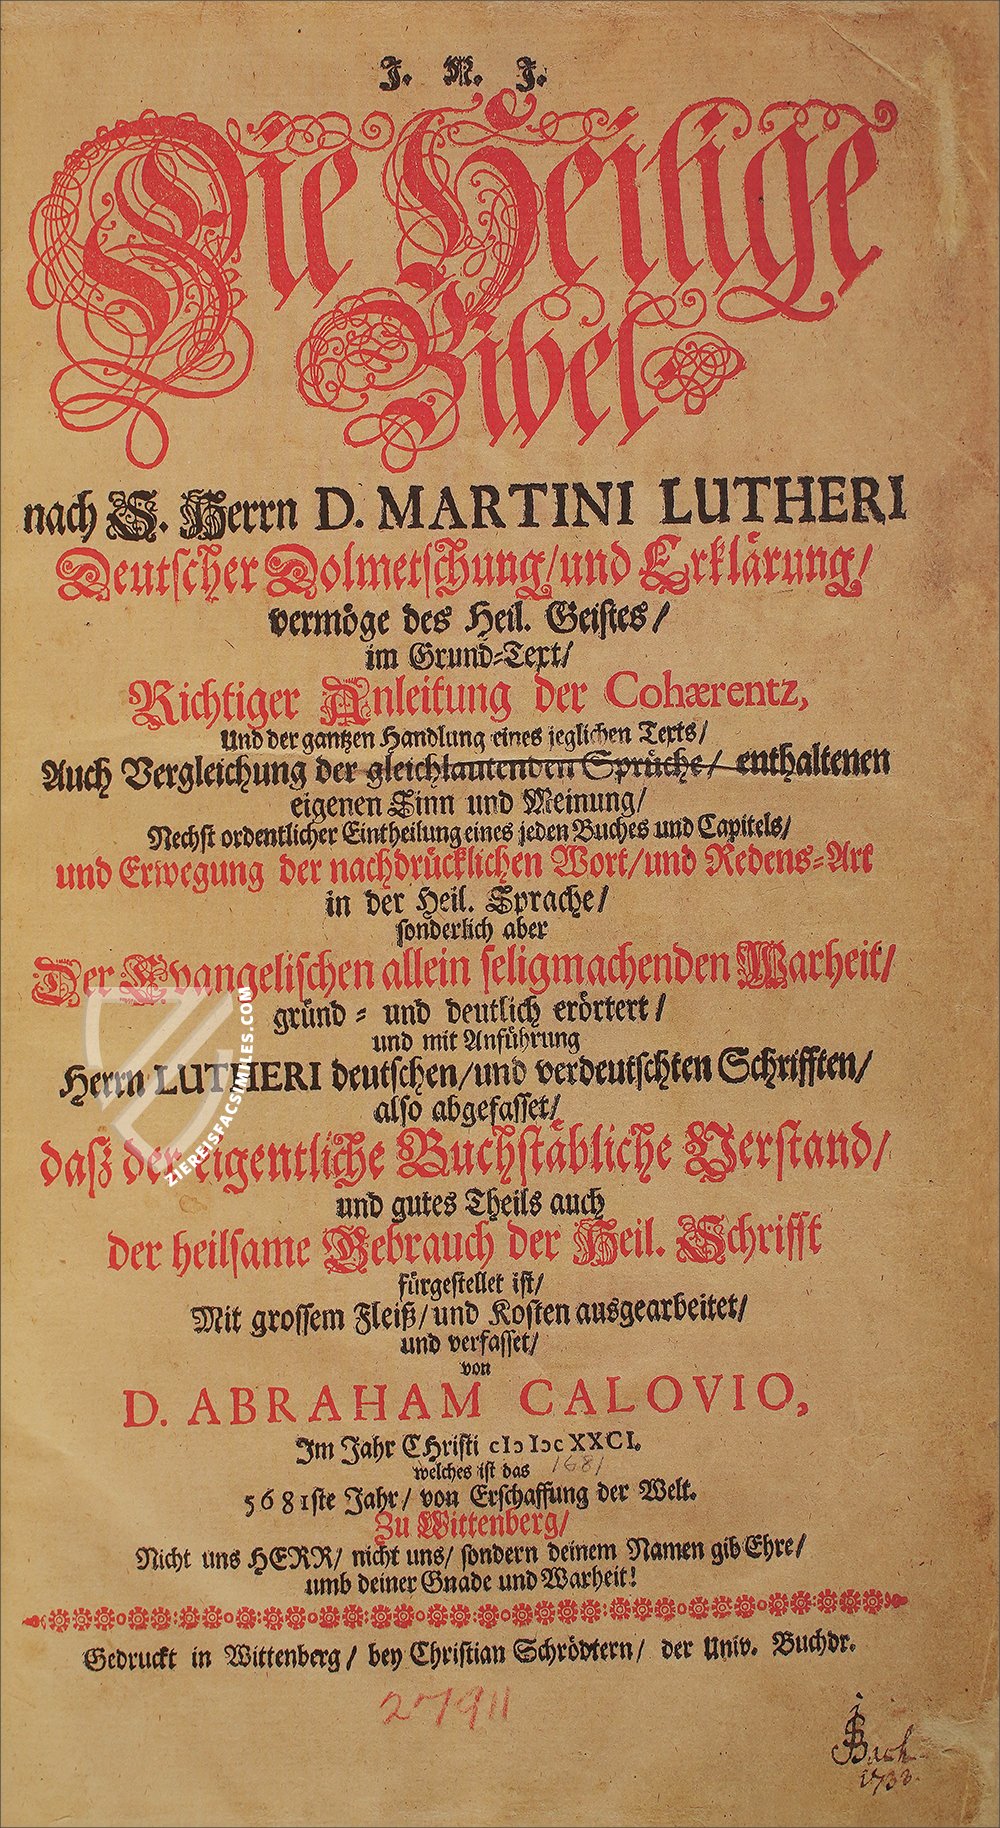 J. N. J.
Die Heilige
Bibel
nach S. Herrn D. MARTINI LUTHERI
Deutscher Dolmetschung/und Erklärung/
vermöge des Heil. Geistes/
im Grund-Text/
Richtiger Anleitung der Cohærentz,
Und der gantzen Handlung eines jeglichen Texts/
Auch Vergleichung der gleichlautenden Sprüche/ enthaltenen
eigenen Sinn und Meinung/
Nechst ordentlicher Eintheilung eines jeden Buches und Capitels/
und Erwegung der nachdrücklichen Wort/und Redens-Art
in der Heil. Sprache/
sonderlich aber
Der Evangelischen allein seligmachenden Warheit/
gründ- und deutlich erörtert/
und mit Anführung
Herrn LUTHERI deutschen/und verdeutschten Schrifften/
also abgefasset/
daß der eigentliche Buchstäbliche Verstand/
und gutes Theils auch
der heilsame Gebrauch der Heil. Schrifft
fürgestellet ist/
Mit grossem Fleiß/und Kosten ausgearbeitet/
und verfasset/
von
D. ABRAHAM CALOVIO,
Im Jahr CHristi cIɔ Iɔc XXCI.
welches ist das 1681
5681ste Jahr/ von Erschaffung der Welt.
Zu Wittenberg/
Nicht uns HERR/ nicht uns/ sondern deinem Namen gib Ehre/
umb deiner Gnade und Warheit!
Gedruckt in Wittenberg/ bey Christian Schrödtern/ der Univ. Buchdr.
27911
JS Bach
1733.
ZIEREISFACSIMILES.COM